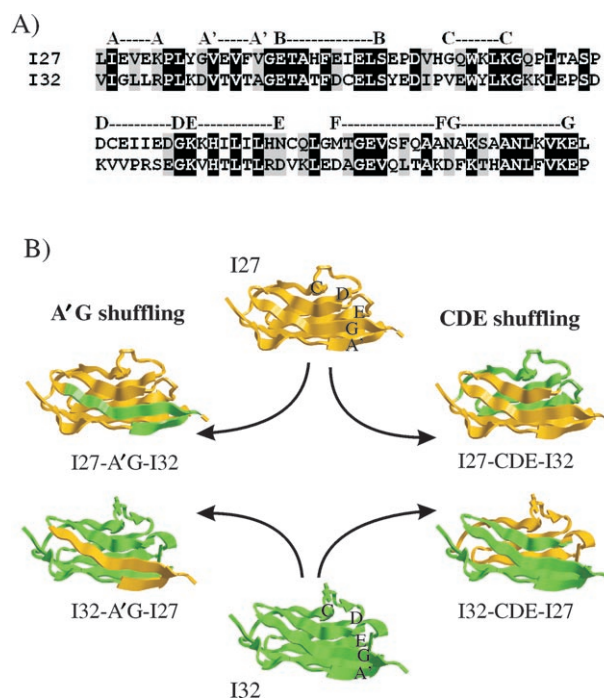 A)
A-----A A'-----A' B--------------B C-------C
I27 LIEVEKPLYGVEVFVGETAHFEIELSEPDVHGQWKLKGQPLTASP
I32 VIGLLRPLKDVTVTAGETATFDCELSYEDIPVEWYLKGKKLEPSD
D----------DE-----------E F--------------FG---------------G
DCEIIEDGKKHILILHNCQLGMTGEVSFQAANAKSAANLKVKEL
KVVPRSEGKVHTLTLRDVKLEDAGEVQLTAKDFKTHANLFVKEP
B)
I27
C D E G A'
A'G shuffling
CDE shuffling
I27-A'G-I32
I27-CDE-I32
I32-A'G-I27
I32-CDE-I27
C D E G A'
I32